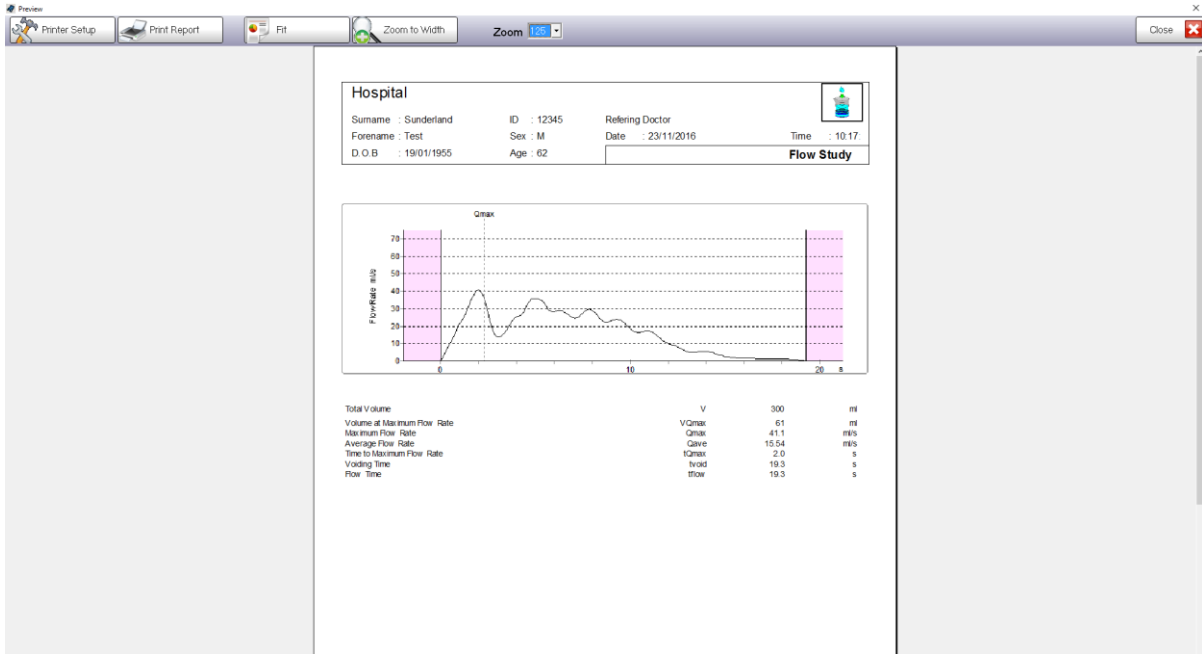 Preview
Printer Setup Print Report Fit Zoom to Width Zoom 125 Close
Hospital
Surname : Sunderland ID : 12345 Refering Doctor
Forename : Test Sex : M Date : 23/11/2016 Time : 10:17:
D.O.B : 19/01/1955 Age : 62 Flow Study
Qmax
70
60
50
40
30
20
10
0
FlowRate ml/s
0 10 20 s
Total Volume V 300 ml
Volume at Maximum Flow Rate VQmax 61 ml
Maximum Flow Rate Qmax 41.1 ml/s
Average Flow Rate Qave 15.54 ml/s
Time to Maximum Flow Rate tQmax 2.0 s
Voiding Time tvoid 19.3 s
Flow Time tflow 19.3 s